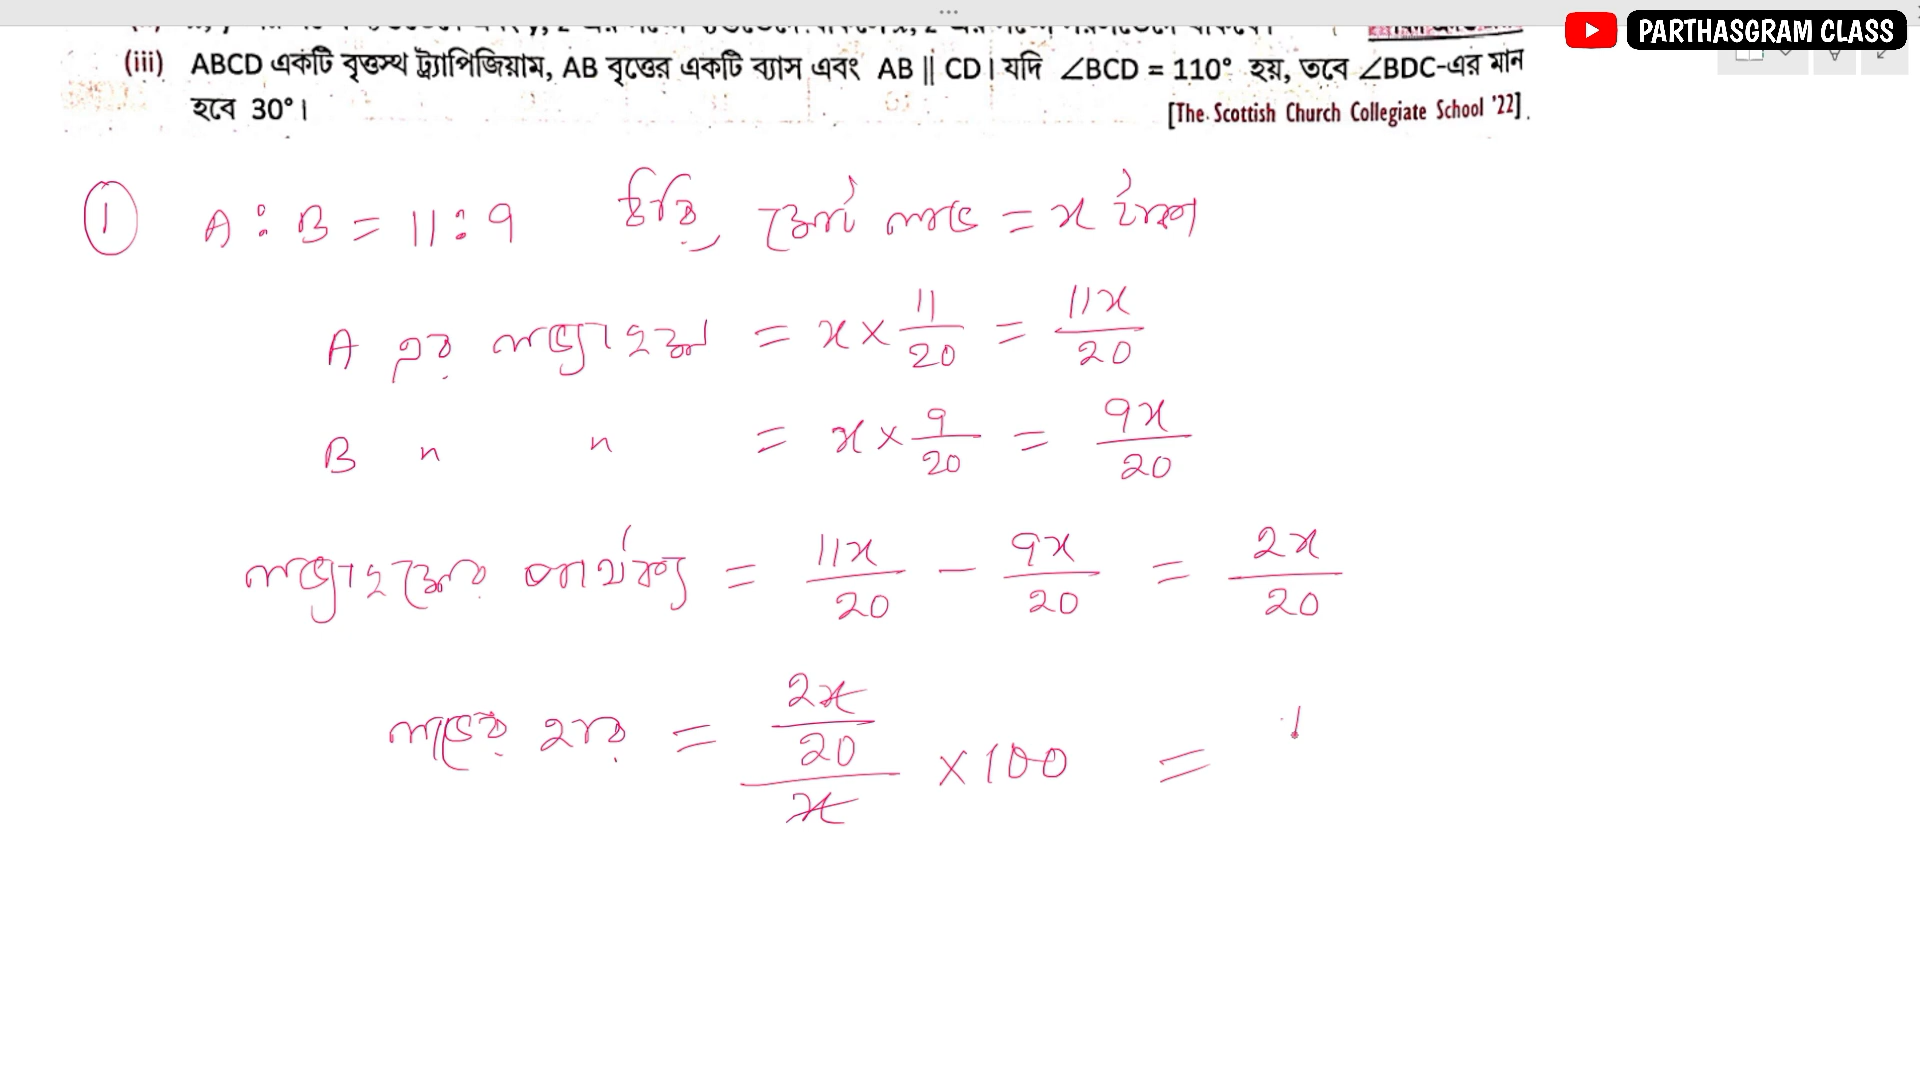 PARTHASGRAM CLASS
(iii) ABCD একটি বৃত্তস্থ ট্র্যাপিজিয়াম, AB বৃত্তের একটি ব্যাস এবং AB || CD। যদি ∠BCD = 110° হয়, তবে ∠BDC-এর মান
হবে 30°।
[The Scottish Church Collegiate School '22].
1 A : B = 11 : 9 ধরি, মোট লাভ = x টাকা
A এর লভ্যাংশ = x × 11/20 = 11x/20
B " " = x × 9/20 = 9x/20
লভ্যাংশের পার্থক্য = 11x/20 − 9x/20 = 2x/20
লাভের হার = (2x/20)/x × 100 =